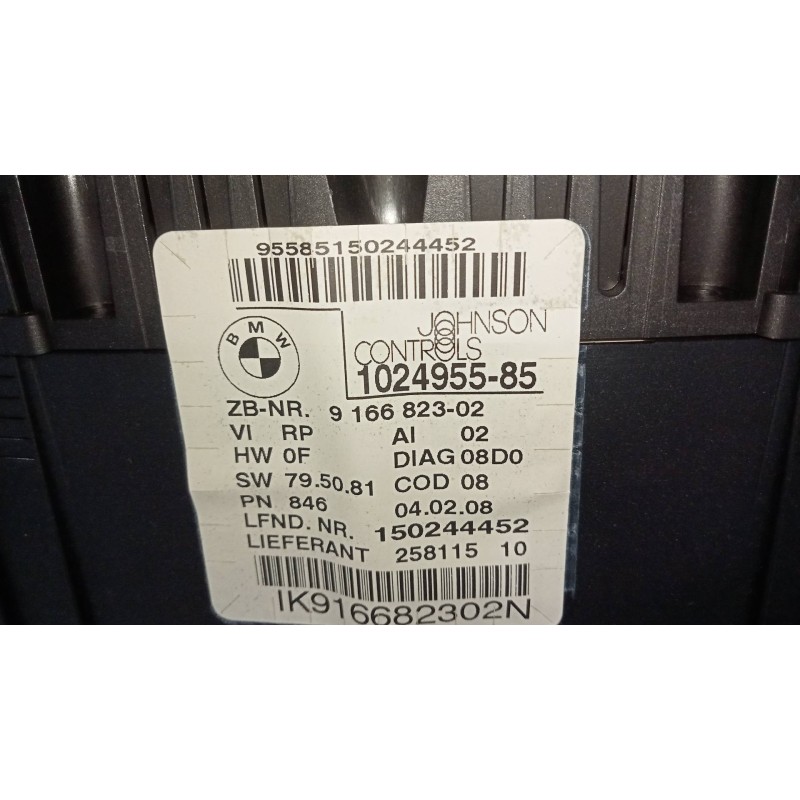 95585150244452
BMW
JOHNSON
CONTROLS
1024955-85
ZB-NR. 9 166 823-02
VI RP AI 02
HW 0F DIAG 08D0
SW 79.50.81 COD 08
PN 846 04.02.08
LFND. NR. 150244452
LIEFERANT 258115 10
IK916682302N